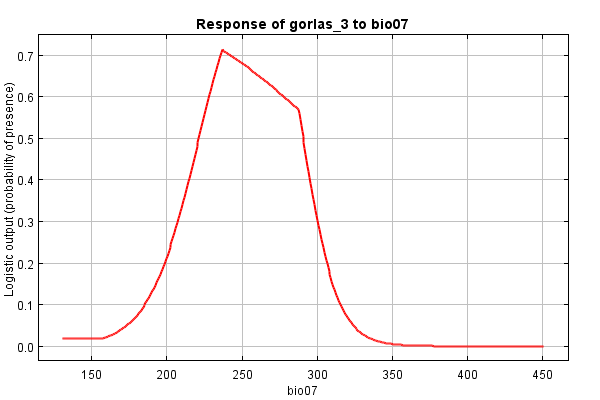 Response of gorlas_3 to bio07
Logistic output (probability of presence)
0.7
0.6
0.5
0.4
0.3
0.2
0.1
0.0
150 200 250 300 350 400 450
bio07